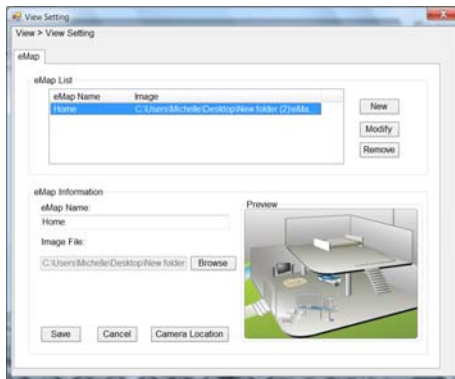 View Setting
View > View Setting
eMap
eMap List
eMap Name Image
Home C:\Users\Michelle\Desktop\New folder (2)\eMa...
New
Modify
Remove
eMap Information
eMap Name:
Home
Image File:
C:\Users\Michelle\Desktop\New folder
Browse
Preview
Save Cancel Camera Location